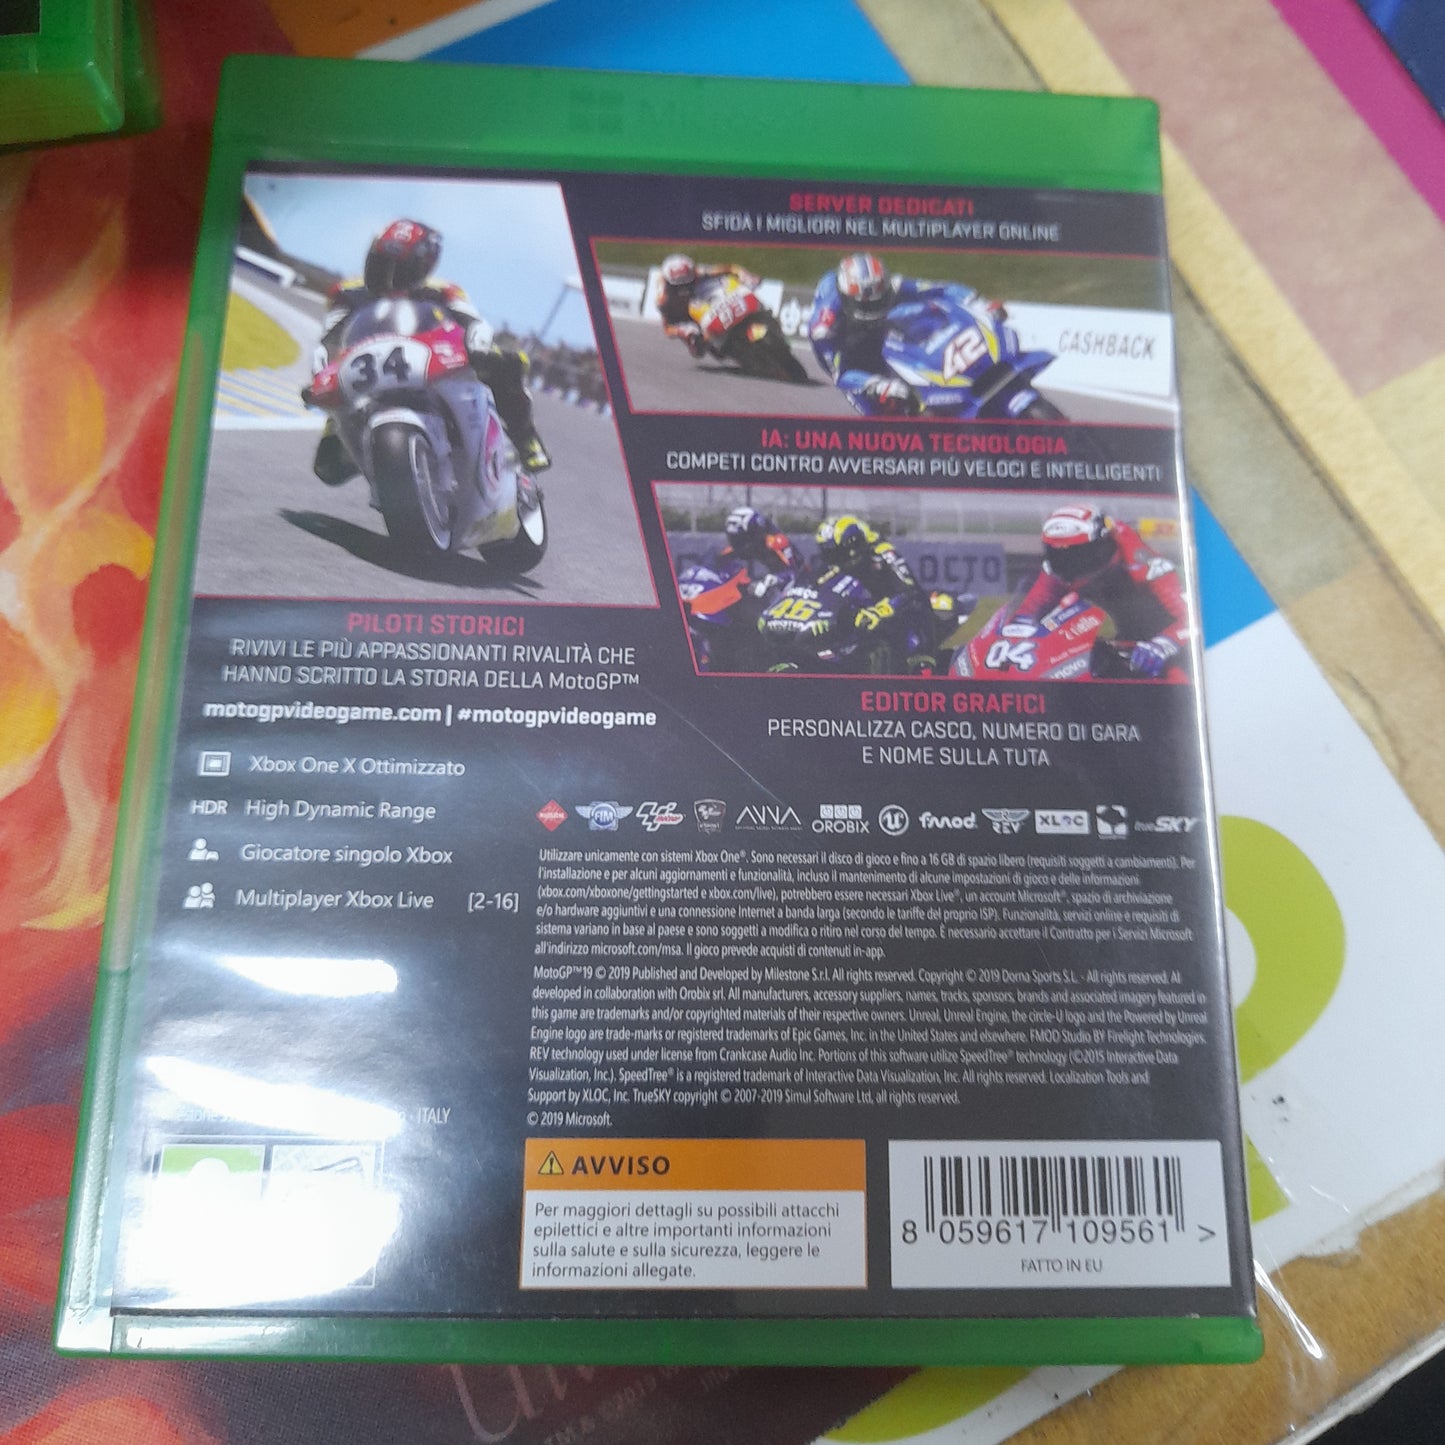 SERVER DEDICATI
SFIDA I MIGLIORI NEL MULTIPLAYER ONLINE
34
42
CASHBACK
IA: UNA NUOVA TECNOLOGIA
COMPETI CONTRO AVVERSARI PIÙ VELOCI E INTELLIGENTI
OCTO
46
04
PILOTI STORICI
RIVIVI LE PIÙ APPASSIONANTI RIVALITÀ CHE
HANNO SCRITTO LA STORIA DELLA MotoGP™
motogpvideogame.com | #motogpvideogame
EDITOR GRAFICI
PERSONALIZZA CASCO, NUMERO DI GARA
E NOME SULLA TUTA
Xbox One X Ottimizzato
HDR High Dynamic Range
Giocatore singolo Xbox
Multiplayer Xbox Live [2-16]
FIM OROBIX fmod REV XLOC trueSKY
Utilizzare unicamente con sistemi Xbox One®. Sono necessari il disco di gioco e fino a 16 GB di spazio libero (requisiti soggetti a cambiamenti). Per
l'installazione e per alcuni aggiornamenti e funzionalità, incluso il mantenimento di alcune impostazioni di gioco e delle informazioni
(xbox.com/xboxone/gettingstarted e xbox.com/live), potrebbero essere necessari Xbox Live®, un account Microsoft®, spazio di archiviazione
e/o hardware aggiuntivi e una connessione Internet a banda larga (secondo le tariffe del proprio ISP). Funzionalità, servizi online e requisiti di
sistema variano in base al paese e sono soggetti a modifica o ritiro nel corso del tempo. È necessario accettare il Contratto per i Servizi Microsoft
all'indirizzo microsoft.com/msa. Il gioco prevede acquisti di contenuti in-app.
MotoGP™19 © 2019 Published and Developed by Milestone S.r.l. All rights reserved. Copyright © 2019 Dorna Sports S.L. - All rights reserved. AI
developed in collaboration with Orobix srl. All manufacturers, accessory suppliers, names, tracks, sponsors, brands and associated imagery featured in
this game are trademarks and/or copyrighted materials of their respective owners. Unreal, Unreal Engine, the circle-U logo and the Powered by Unreal
Engine logo are trade-marks or registered trademarks of Epic Games, Inc. in the United States and elsewhere. FMOD Studio BY Firelight Technologies.
REV technology used under license from Crankcase Audio Inc. Portions of this software utilize SpeedTree® technology (©2015 Interactive Data
Visualization, Inc.). SpeedTree® is a registered trademark of Interactive Data Visualization, Inc. All rights reserved. Localization Tools and
Support by XLOC, Inc. TrueSKY copyright © 2007-2019 Simul Software Ltd, all rights reserved.
© 2019 Microsoft.
ITALY
AVVISO
Per maggiori dettagli su possibili attacchi
epilettici e altre importanti informazioni
sulla salute e sulla sicurezza, leggere le
informazioni allegate.
8 059617 109561 >
FATTO IN EU